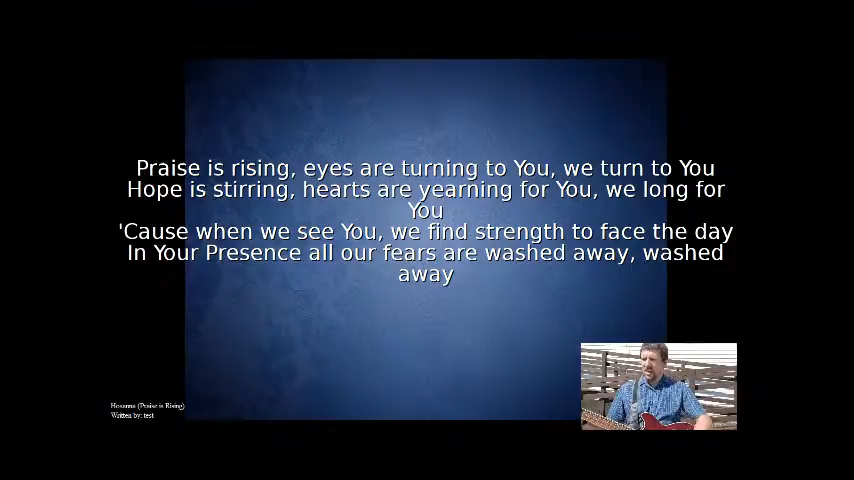 Praise is rising, eyes are turning to You, we turn to You
Hope is stirring, hearts are yearning for You, we long for
You
'Cause when we see You, we find strength to face the day
In Your Presence all our fears are washed away, washed
away
Hosanna (Praise is Rising)
Written by: test